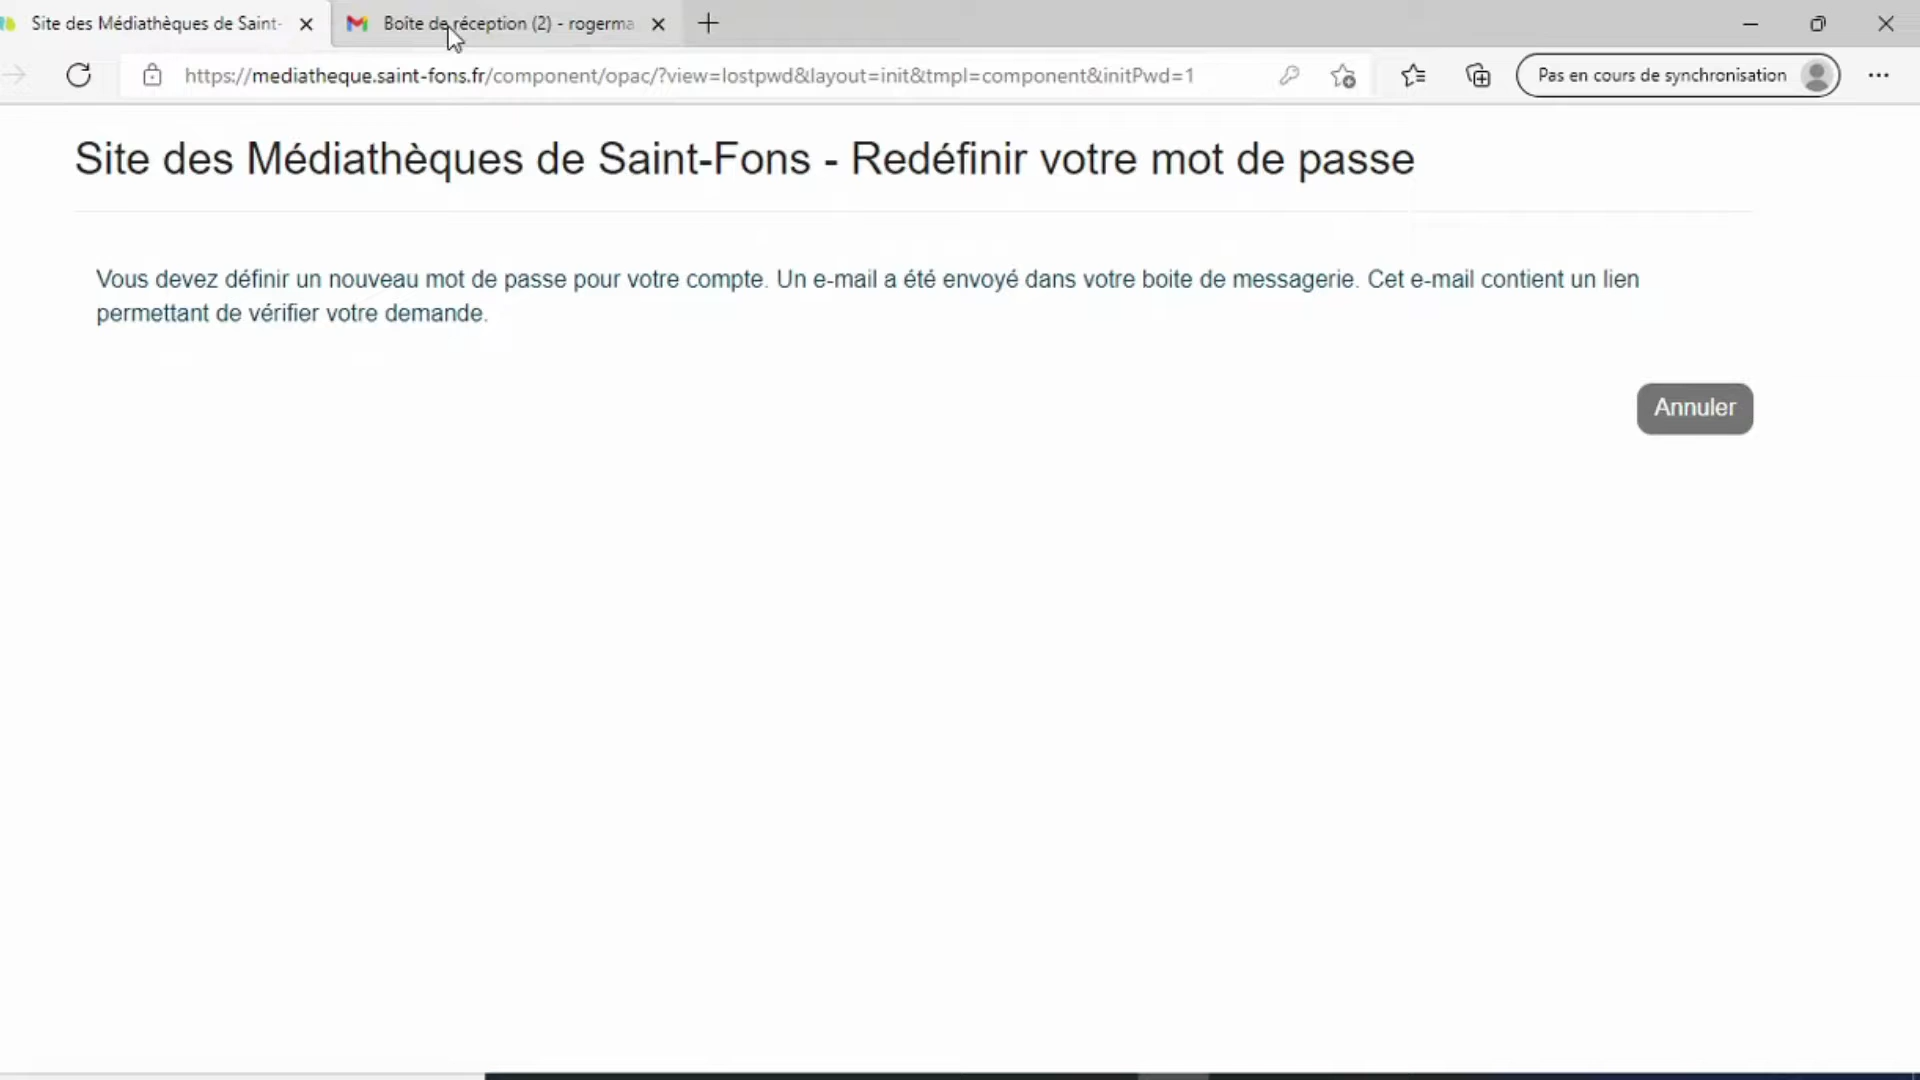 Site des Médiathèques de Saint-
Boîte de réception (2) - rogerma
https://mediatheque.saint-fons.fr/component/opac/?view=lostpwd&layout=init&tmpl=component&initPwd=1
Pas en cours de synchronisation
Site des Médiathèques de Saint-Fons - Redéfinir votre mot de passe
Vous devez définir un nouveau mot de passe pour votre compte. Un e-mail a été envoyé dans votre boite de messagerie. Cet e-mail contient un lien
permettant de vérifier votre demande.
Annuler